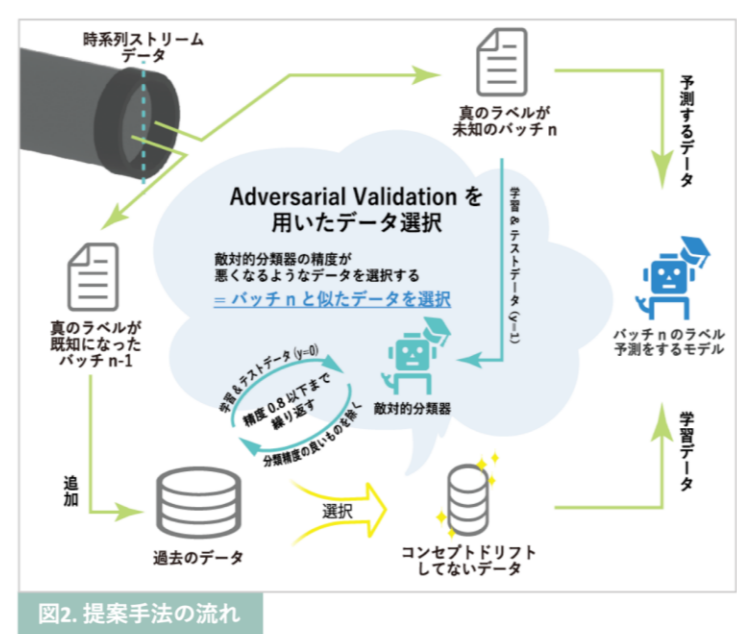 時系列ストリーム
データ
真のラベルが
未知のバッチ n
予測するデータ
Adversarial Validation を
用いたデータ選択
敵対的分類器の精度が
悪くなるようなデータを選択する
= バッチ n と似たデータを選択
学習 & テストデータ (y=1)
真のラベルが
既知になった
バッチ n-1
バッチ n のラベル
予測をするモデル
学習 & テストデータ (y=0)
精度 0.8 以下まで
繰り返す
分類精度の良いものを除く
敵対的分類器
追加
学習データ
選択
過去のデータ
コンセプトドリフト
してないデータ
図2. 提案手法の流れ